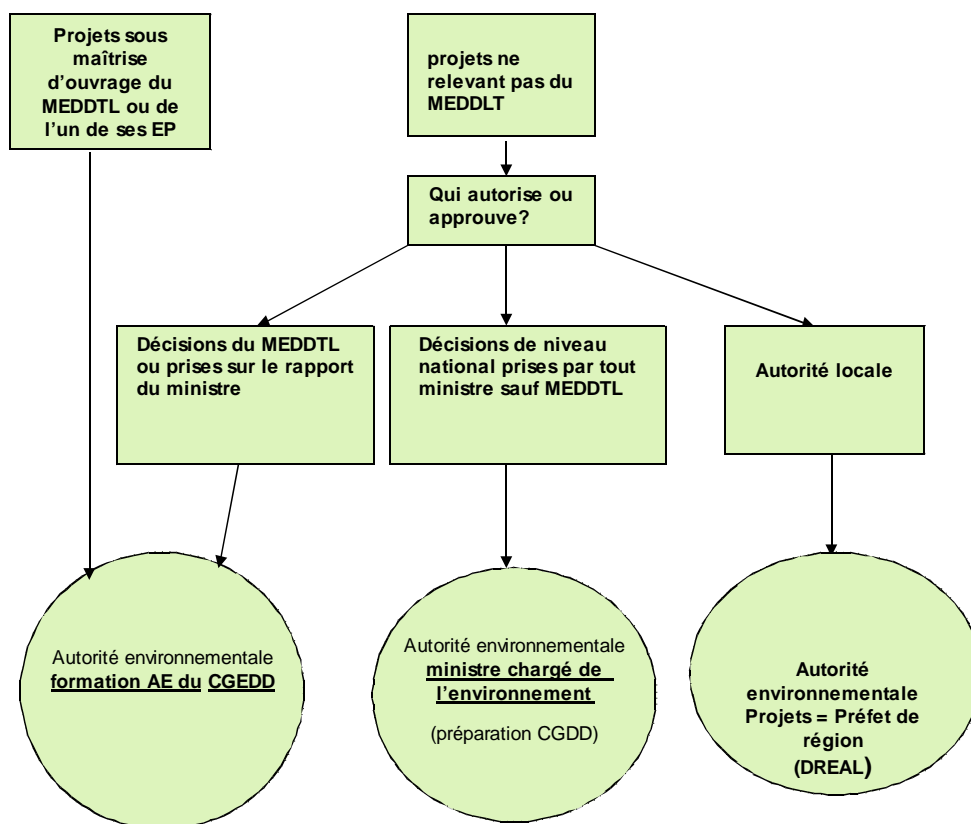 Projets sous
maîtrise
d’ouvrage du
MEDDTL ou de
l’un de ses EP
projets ne
relevant pas du
MEDDLT
Qui autorise ou
approuve?
Décisions du MEDDTL
ou prises sur le rapport
du ministre
Décisions de niveau
national prises par tout
ministre sauf MEDDTL
Autorité locale
Autorité environnementale
formation AE du CGEDD
Autorité environnementale
ministre chargé de
l’environnement
(préparation CGDD)
Autorité
environnementale
Projets = Préfet de
région
(DREAL)